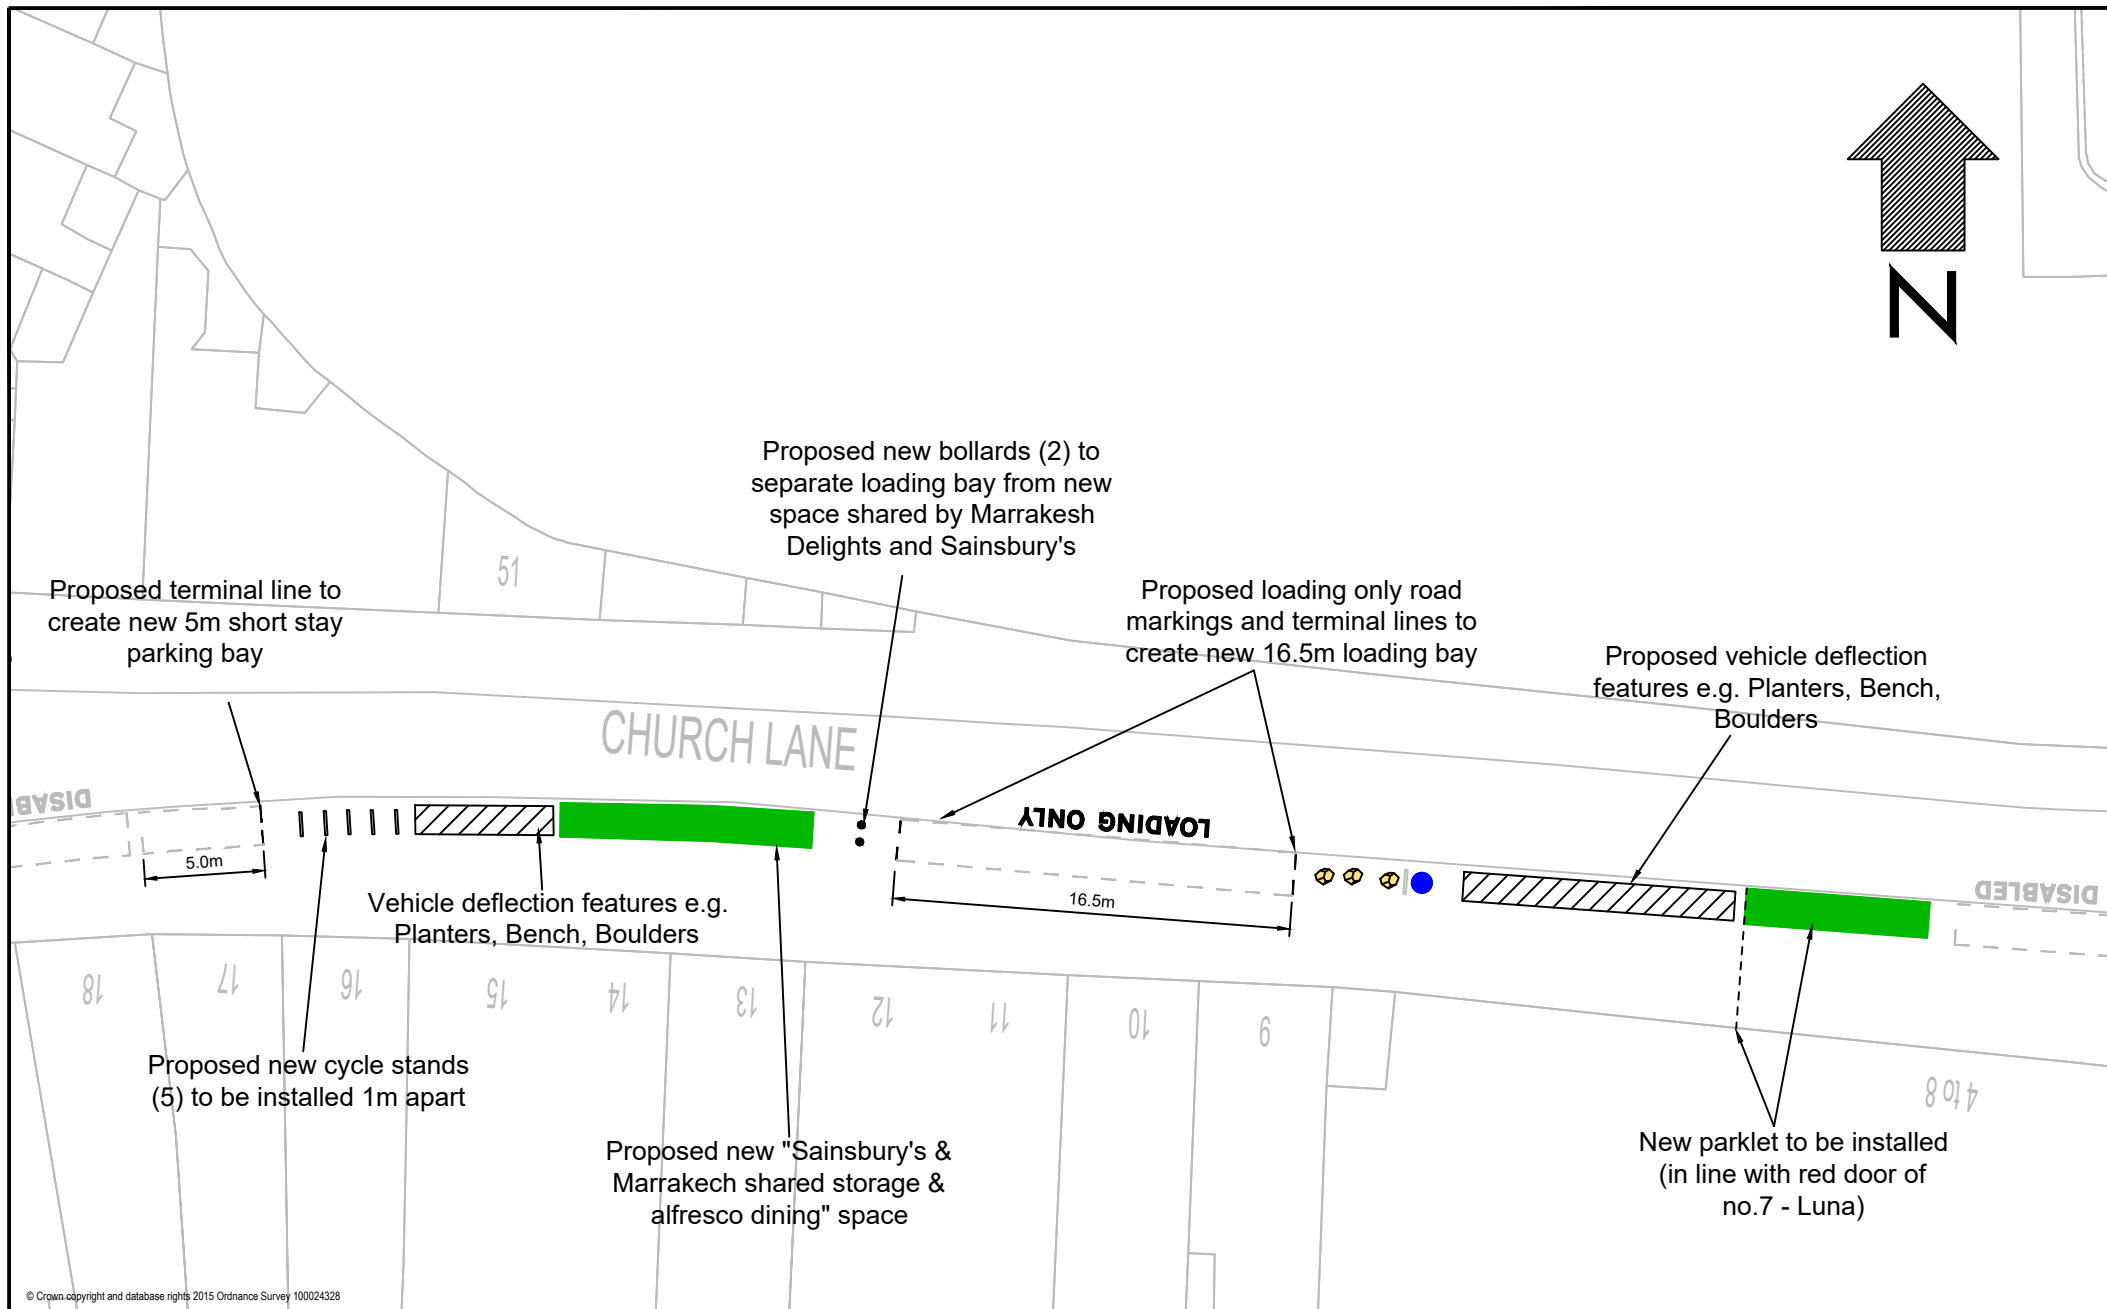 N
Proposed new bollards (2) to
separate loading bay from new
space shared by Marrakesh
Delights and Sainsbury's
51
Proposed terminal line to
create new 5m short stay
parking bay
Proposed loading only road
markings and terminal lines to
create new 16.5m loading bay
Proposed vehicle deflection
features e.g. Planters, Bench,
Boulders
CHURCH LANE
DISAB
LOADING ONLY
5.0m
16.5m
DISABLED
Vehicle deflection features e.g.
Planters, Bench, Boulders
18
17
16
15
14
13
12
11
10
9
4 to 8
Proposed new cycle stands
(5) to be installed 1m apart
Proposed new "Sainsbury's &
Marrakech shared storage &
alfresco dining" space
New parklet to be installed
(in line with red door of
no.7 - Luna)
© Crown copyright and database rights 2015 Ordnance Survey 100024328